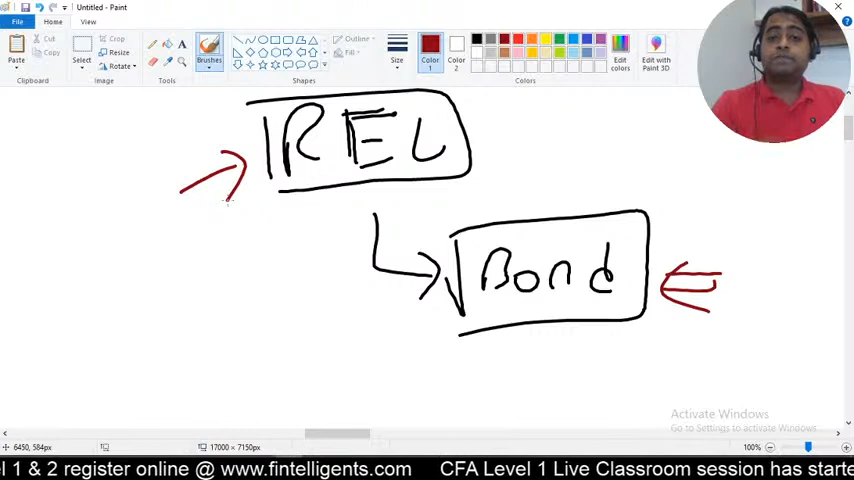 Untitled - Paint
File Home View
Paste
Cut
Copy
Clipboard
Select
Crop
Resize
Rotate
Image
Tools
Brushes
Outline
Fill
Shapes
Size
Color 1
Color 2
Edit colors
Edit with Paint 3D
Colors
REL
Bond
Activate Windows
Go to Settings to activate Windows.
6450, 584px
17000 × 7150px
100%
el 1 & 2 register online @ www.fintelligents.com CFA Level 1 Live Classroom session has starte